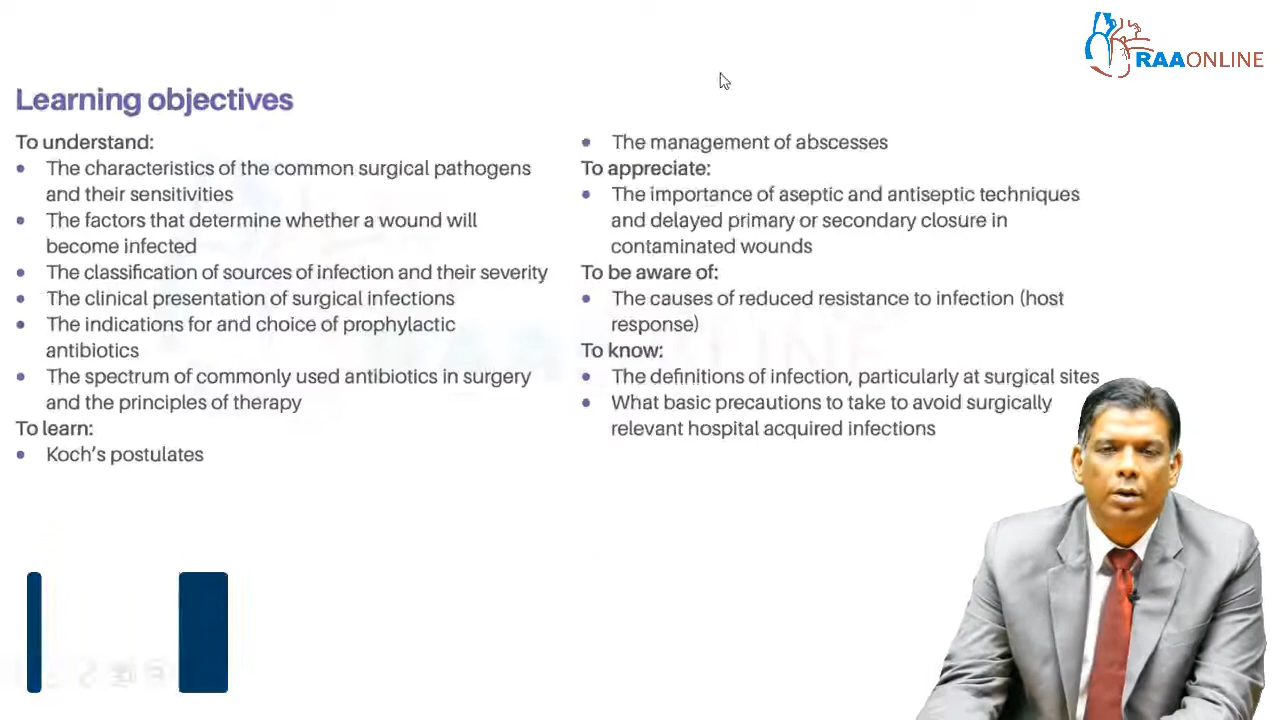 RAAONLINE
Learning objectives
To understand:
• The characteristics of the common surgical pathogens
and their sensitivities
• The factors that determine whether a wound will
become infected
• The classification of sources of infection and their severity
• The clinical presentation of surgical infections
• The indications for and choice of prophylactic
antibiotics
• The spectrum of commonly used antibiotics in surgery
and the principles of therapy
To learn:
• Koch's postulates
• The management of abscesses
To appreciate:
• The importance of aseptic and antiseptic techniques
and delayed primary or secondary closure in
contaminated wounds
To be aware of:
• The causes of reduced resistance to infection (host
response)
To know:
• The definitions of infection, particularly at surgical sites
• What basic precautions to take to avoid surgically
relevant hospital acquired infections